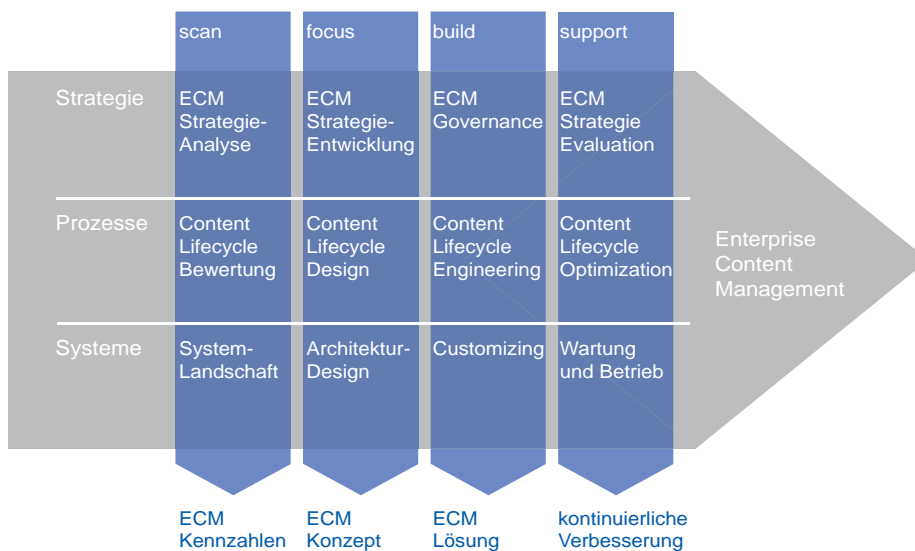 scan
focus
build
support
Strategie
ECM
Strategie-
Analyse
ECM
Strategie-
Entwicklung
ECM
Governance
ECM
Strategie
Evaluation
Prozesse
Content
Lifecycle
Bewertung
Content
Lifecycle
Design
Content
Lifecycle
Engineering
Content
Lifecycle
Optimization
Enterprise
Content
Management
Systeme
System-
Landschaft
Architektur-
Design
Customizing
Wartung
und Betrieb
ECM
Kennzahlen
ECM
Konzept
ECM
Lösung
kontinuierliche
Verbesserung